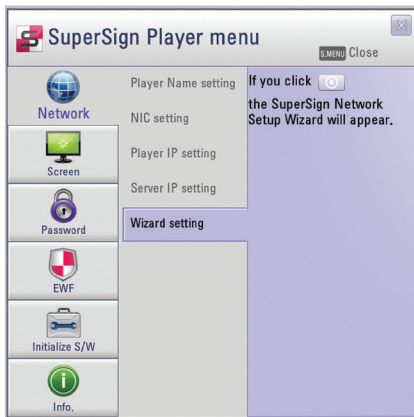 SuperSign Player menu
S.MENU Close
Network
Screen
Password
EWF
Initialize S/W
Info.
Player Name setting
NIC setting
Player IP setting
Server IP setting
Wizard setting
If you click
the SuperSign Network
Setup Wizard will appear.